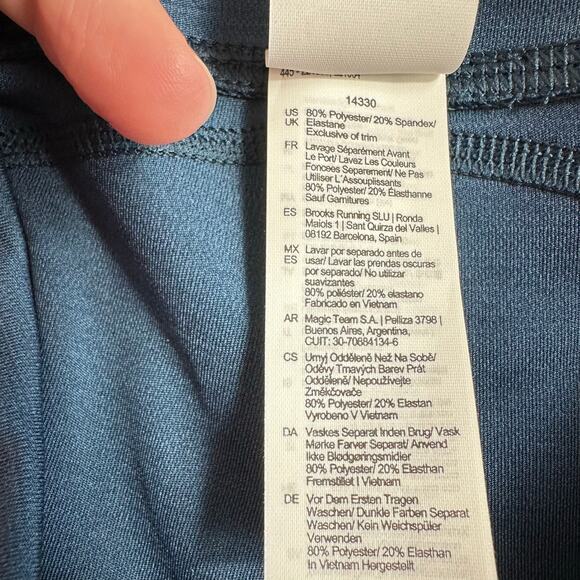 14330
US 80% Polyester/ 20% Spandex/
UK Elastane
Exclusive of trim
FR Lavage Séparément Avant
Le Port/ Lavez Les Couleurs
Foncees Separement/ Ne Pas
Utiliser L'Assouplissants
80% Polyester/ 20% Élasthanne
Sauf Garnitures
ES Brooks Running SLU | Ronda
Maiols 1 | Sant Quirza del Valles |
08192 Barcelona, Spain
MX Lavar por separado antes de
ES usar/ Lavar las prendas oscuras
por separado/ No utilizar
suavizantes
80% poliéster/ 20% elastano
Fabricado en Vietnam
AR Magic Team S.A. | Pelliza 3798 |
Buenos Aires, Argentina,
CUIT: 30-70884134-6
CS Umyj Odděleně Než Na Sobě/
Oděvy Tmavých Barev Prát
Odděleně/ Nepoužívejte
Změkčovače
80% Polyester/ 20% Elastan
Vyrobeno V Vietnam
DA Vaskes Separat Inden Brug/ Vask
Mørke Farver Separat/ Anvend
Ikke Blødgøringsmidler
80% Polyester/ 20% Elasthan
Fremstillet I Vietnam
DE Vor Dem Ersten Tragen
Waschen/ Dunkle Farben Separat
Waschen/ Kein Weichspüler
Verwenden
80% Polyester/ 20% Elasthan
In Vietnam Hergestellt